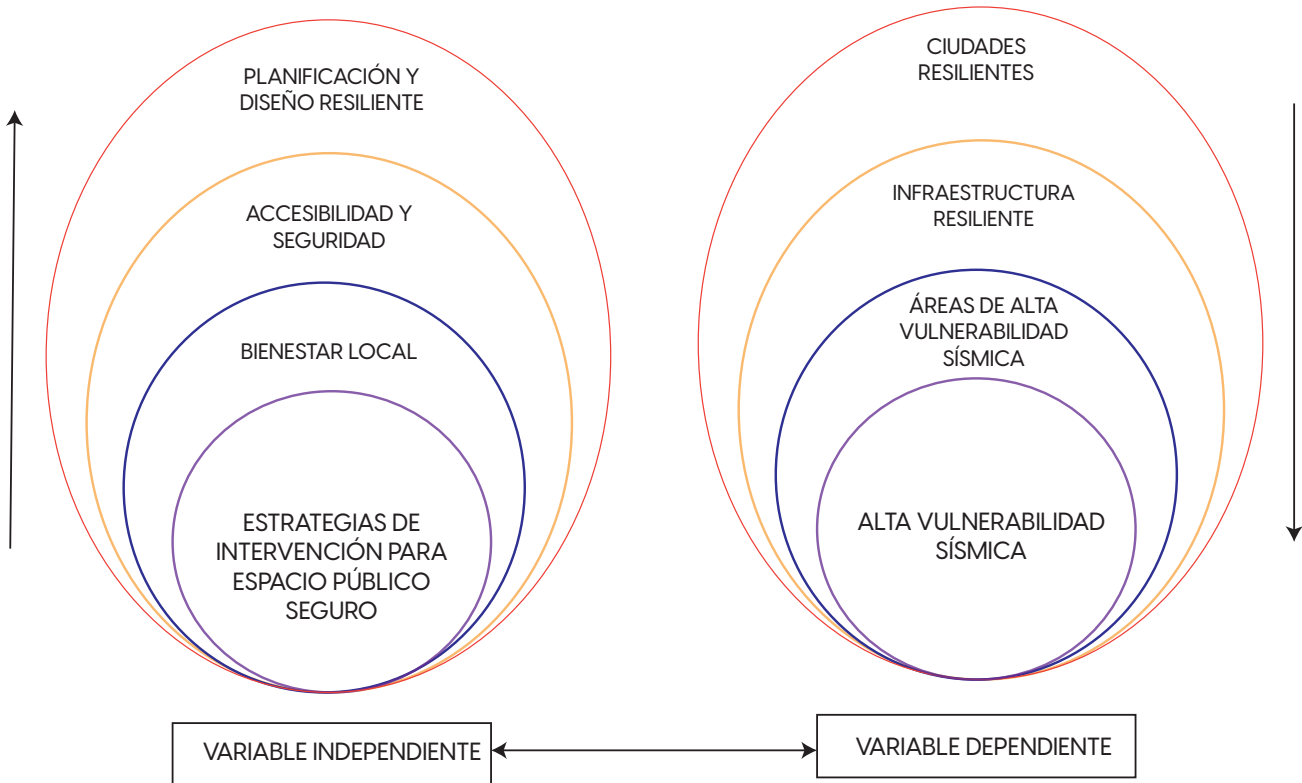 PLANIFICACIÓN Y
DISEÑO RESILIENTE
ACCESIBILIDAD Y
SEGURIDAD
BIENESTAR LOCAL
ESTRATEGIAS DE
INTERVENCIÓN PARA
ESPACIO PÚBLICO
SEGURO
VARIABLE INDEPENDIENTE
CIUDADES
RESILIENTES
INFRAESTRUCTURA
RESILIENTE
ÁREAS DE ALTA
VULNERABILIDAD
SÍSMICA
ALTA VULNERABILIDAD
SÍSMICA
VARIABLE DEPENDIENTE